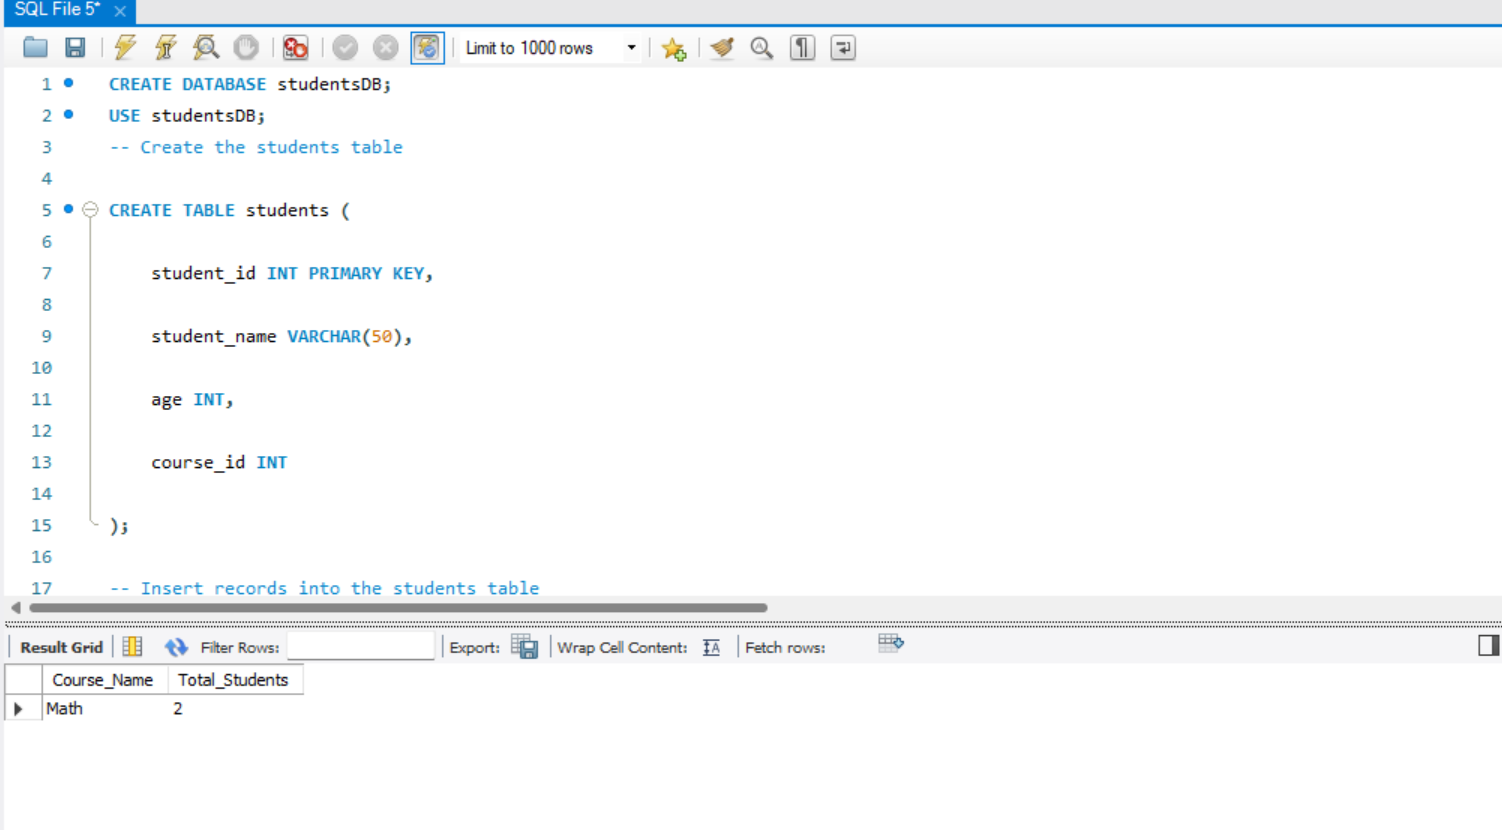 SQL File 5*
Limit to 1000 rows
1 CREATE DATABASE studentsDB;
2 USE studentsDB;
3 -- Create the students table
4
5 CREATE TABLE students (
6
7 student_id INT PRIMARY KEY,
8
9 student_name VARCHAR(50),
10
11 age INT,
12
13 course_id INT
14
15 );
16
17 -- Insert records into the students table
Result Grid Filter Rows: Export: Wrap Cell Content: Fetch rows:
Course_Name Total_Students
Math 2